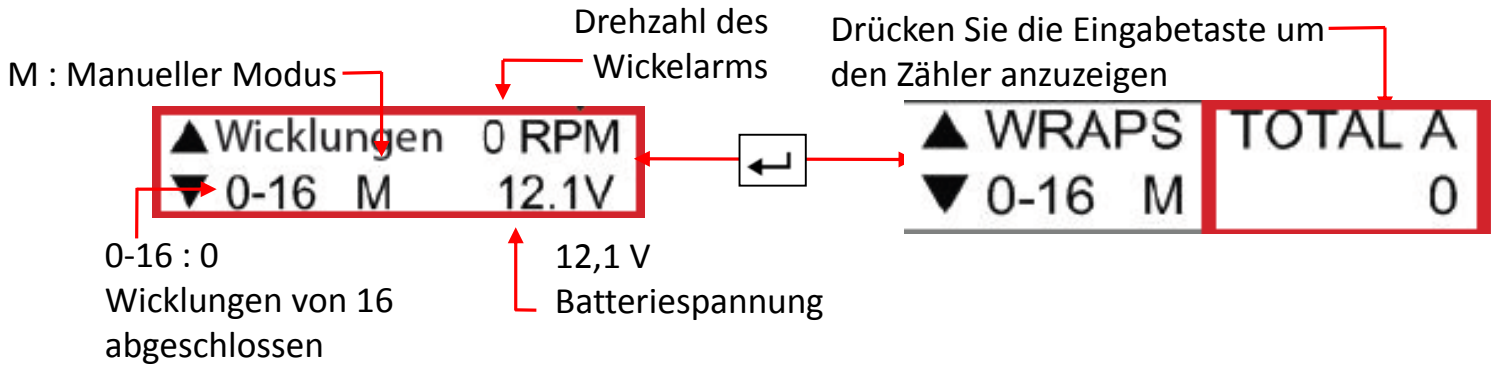 Drehzahl des
Wickelarms
Drücken Sie die Eingabetaste um
den Zähler anzuzeigen
M : Manueller Modus
Wicklungen 0 RPM
0-16 M 12.1V
WRAPS TOTAL A
0-16 M 0
0-16 : 0
Wicklungen von 16
abgeschlossen
12,1 V
Batteriespannung